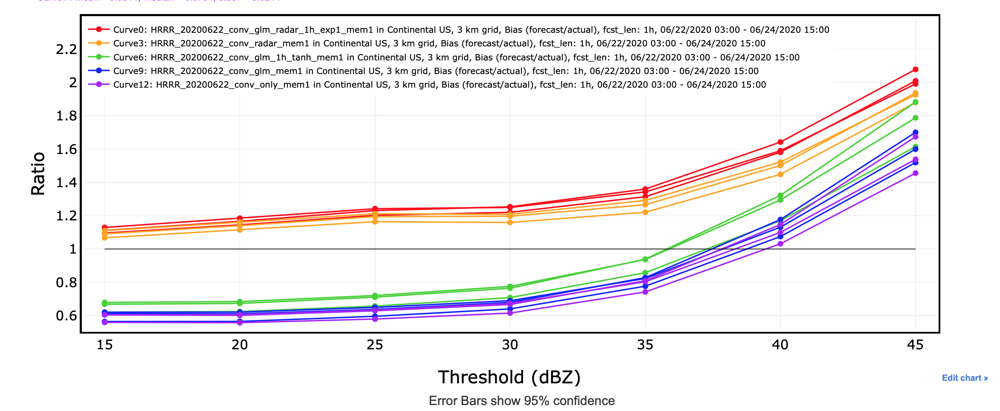 Curve0: HRRR_20200622_conv_glm_radar_1h_exp1_mem1 in Continental US, 3 km grid, Bias (forecast/actual), fcst_len: 1h, 06/22/2020 03:00 - 06/24/2020 15:00
Curve3: HRRR_20200622_conv_radar_mem1 in Continental US, 3 km grid, Bias (forecast/actual), fcst_len: 1h, 06/22/2020 03:00 - 06/24/2020 15:00
Curve6: HRRR_20200622_conv_glm_1h_tanh_mem1 in Continental US, 3 km grid, Bias (forecast/actual), fcst_len: 1h, 06/22/2020 03:00 - 06/24/2020 15:00
Curve9: HRRR_20200622_conv_glm_mem1 in Continental US, 3 km grid, Bias (forecast/actual), fcst_len: 1h, 06/22/2020 03:00 - 06/24/2020 15:00
Curve12: HRRR_20200622_conv_only_mem1 in Continental US, 3 km grid, Bias (forecast/actual), fcst_len: 1h, 06/22/2020 03:00 - 06/24/2020 15:00
2.2
2
1.8
1.6
1.4
1.2
1
0.8
0.6
Ratio
15 20 25 30 35 40 45
Threshold (dBZ)
Edit chart »
Error Bars show 95% confidence